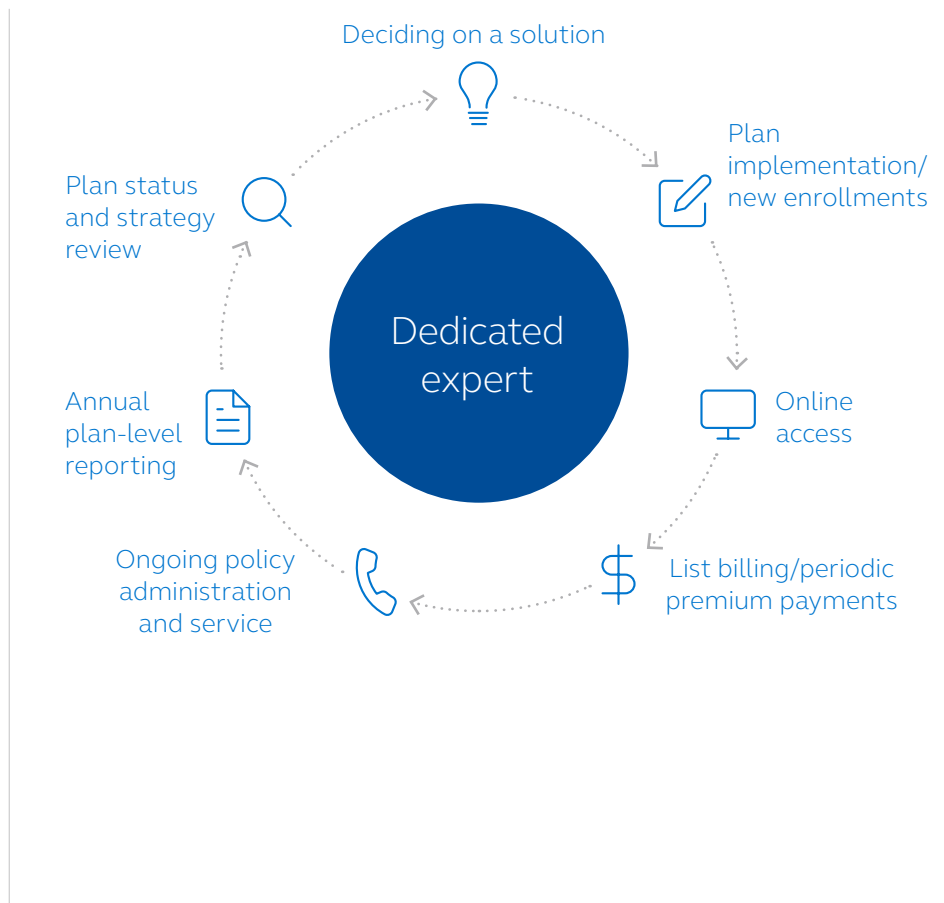 Deciding on a solution
Plan
implementation/
new enrollments
Online
access
List billing/periodic
premium payments
Ongoing policy
administration
and service
Annual
plan-level
reporting
Plan status
and strategy
review
Dedicated
expert